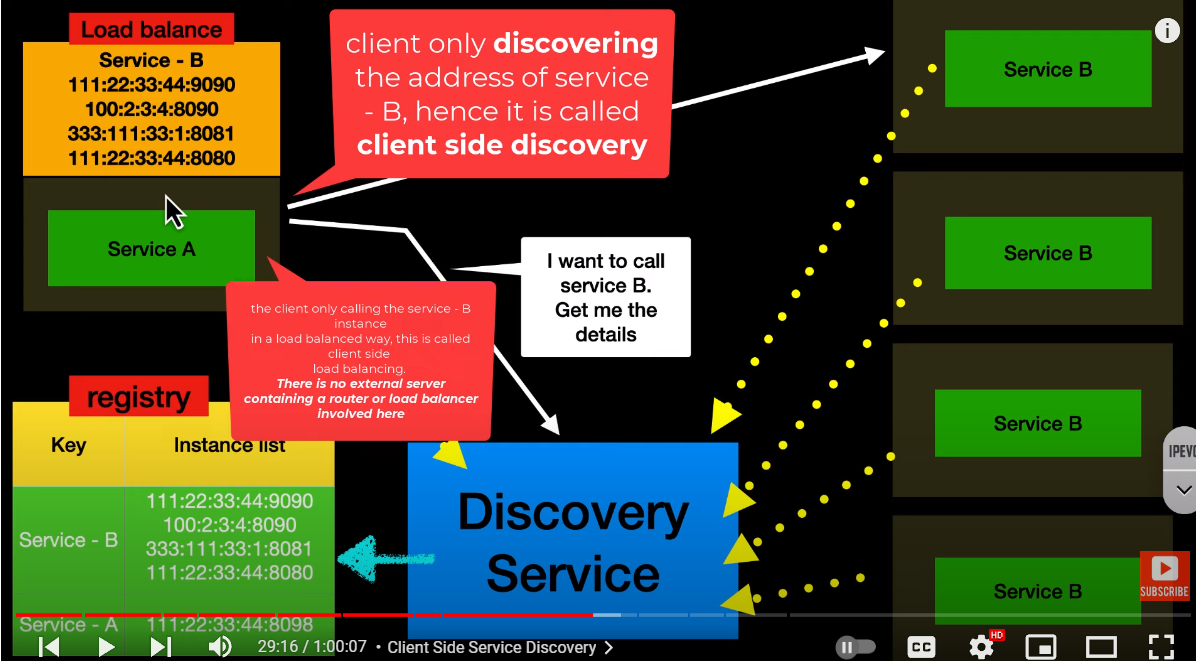 Load balance
Service - B
111:22:33:44:9090
100:2:3:4:8090
333:111:33:1:8081
111:22:33:44:8080
Service A
client only discovering
the address of service
- B, hence it is called
client side discovery
the client only calling the service - B
instance
in a load balanced way, this is called
client side
load balancing.
There is no external server
containing a router or load balancer
involved here
I want to call
service B.
Get me the
details
Service B
Service B
Service B
Service B
registry
Key Instance list
Service - B
111:22:33:44:9090
100:2:3:4:8090
333:111:33:1:8081
111:22:33:44:8080
Service - A 111:22:33:44:8098
Discovery
Service
IPEVO
SUBSCRIBE
29:16 / 1:00:07 • Client Side Service Discovery
CC
HD
i